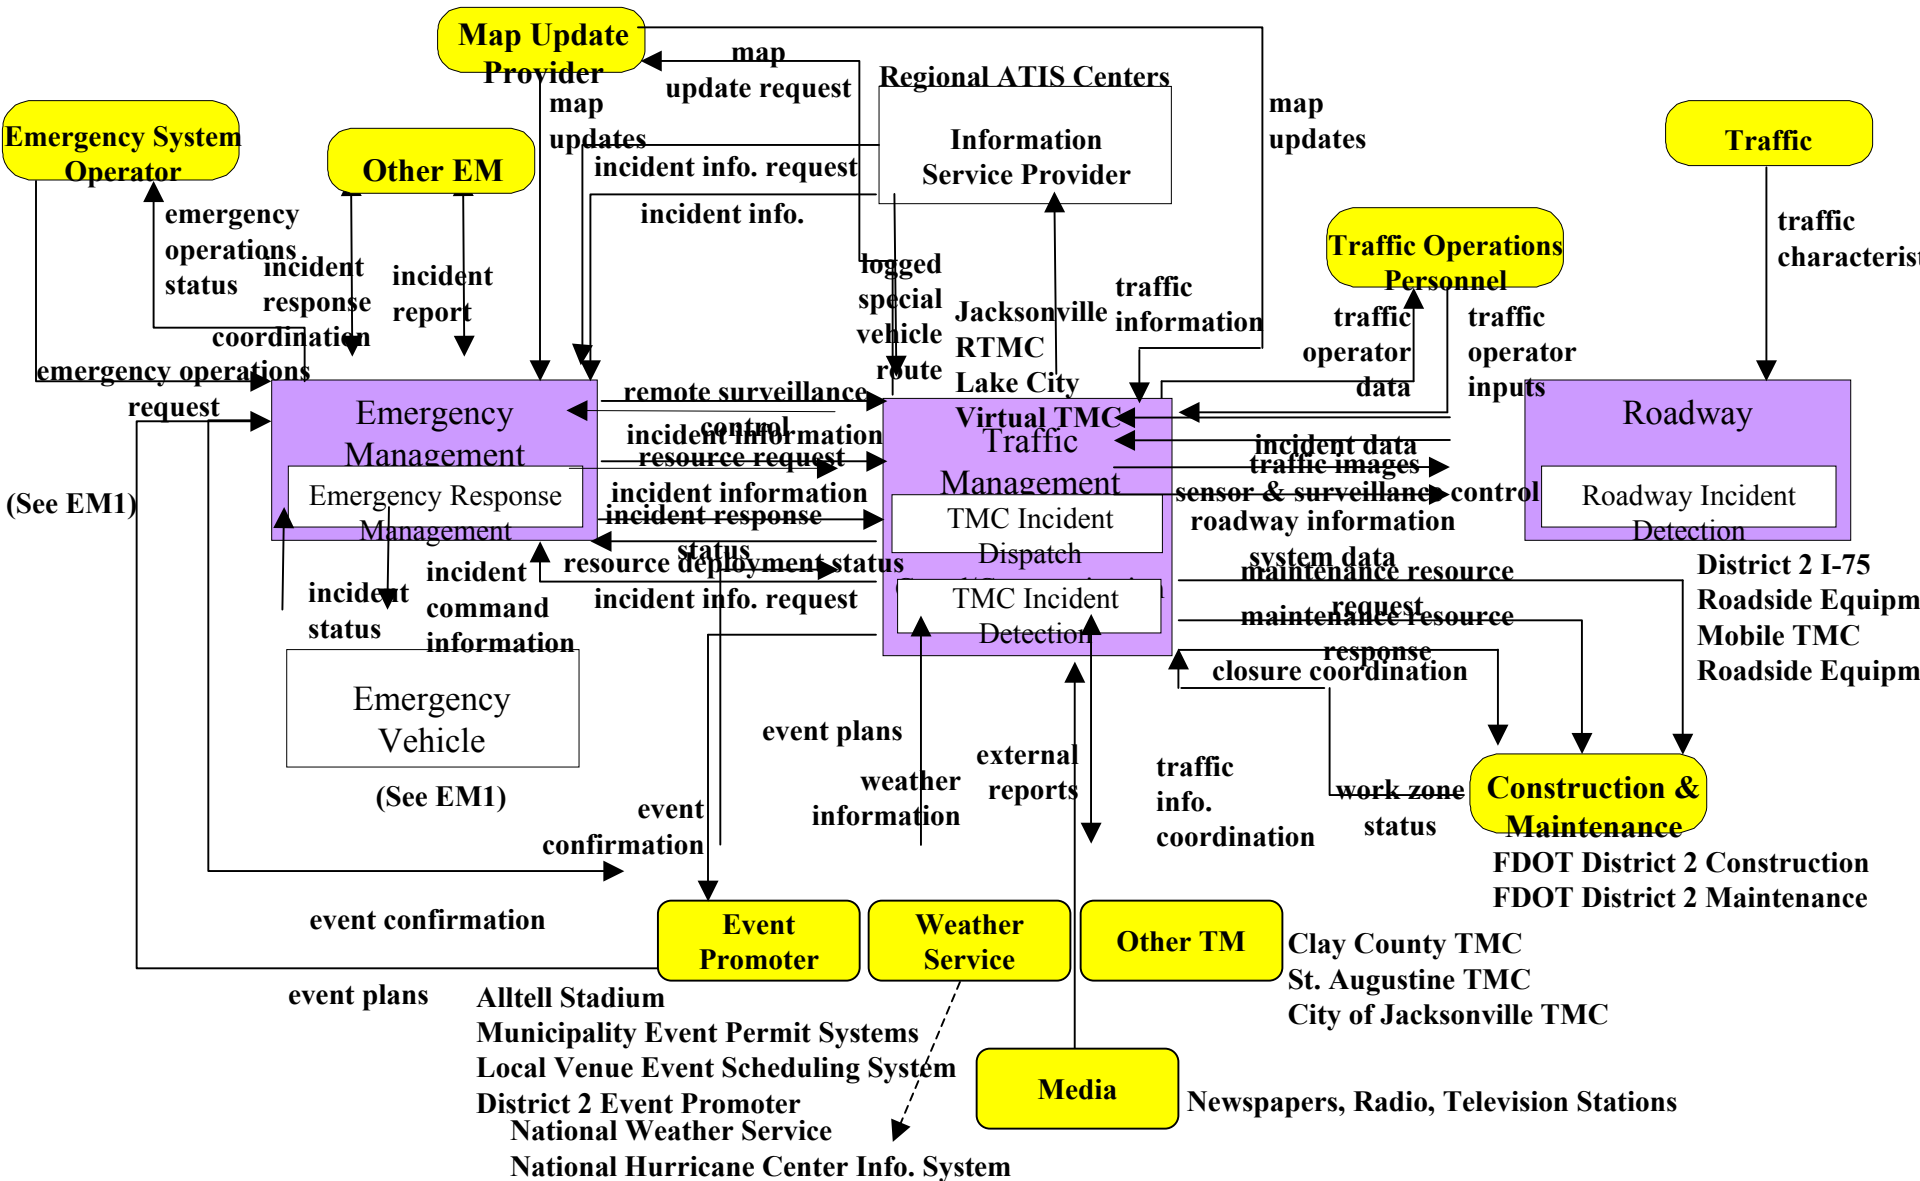 Map Update
Provider
map
update request
Regional ATIS Centers
Information
Service Provider
map
updates
map
updates
Emergency System
Operator
Other EM
Traffic
incident info. request
incident info.
emergency
operations
status
incident
response
coordination
incident
report
traffic
Traffic Operations
Personnel
logged
special
vehicle
route
Jacksonville
RTMC
Lake City
Virtual TMC
traffic
information
traffic
operator
data
traffic
operator
inputs
emergency operations
request
Emergency
Management
Emergency Response
Management
(See EM1)
remote surveillance
control
incident information
resource request
incident information
incident response
status
resource deployment status
incident info. request
Traffic
Management
TMC Incident
Dispatch
TMC Incident
Detection
incident data
traffic images
sensor & surveillance control
roadway information
system data
maintenance resource
request
maintenance resource
response
closure coordination
Roadway
Roadway Incident
Detection
District 2 I-75
Roadside Equipm
Mobile TMC
Roadside Equipm
incident
status
incident
command
information
Emergency
Vehicle
(See EM1)
event plans
weather
information
external
reports
traffic
info.
coordination
work zone
status
Construction &
Maintenance
FDOT District 2 Construction
FDOT District 2 Maintenance
event
confirmation
event confirmation
event plans
Event
Promoter
Weather
Service
Other TM
Clay County TMC
St. Augustine TMC
City of Jacksonville TMC
Alltell Stadium
Municipality Event Permit Systems
Local Venue Event Scheduling System
District 2 Event Promoter
National Weather Service
National Hurricane Center Info. System
Media
Newspapers, Radio, Television Stations